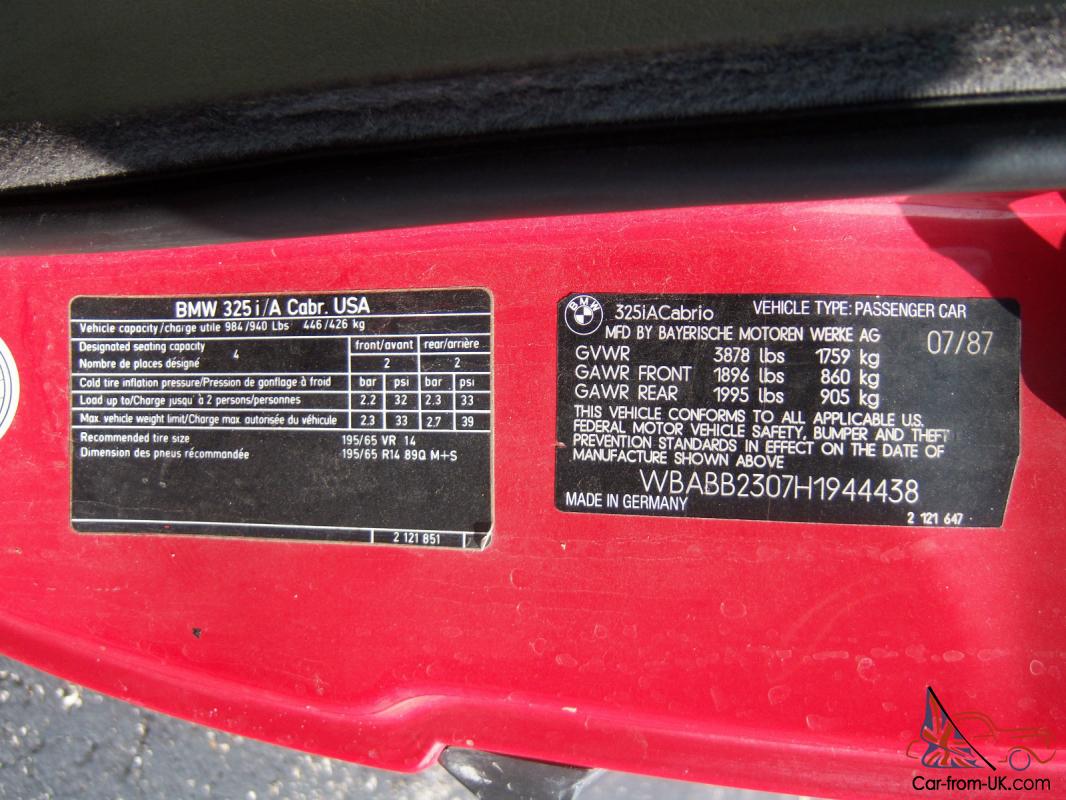 BMW 325i/A Cabr. USA
Vehicle capacity/charge utile 984/940 Lbs 446/426 kg
Designated seating capacity
Nombre de places désigné
4
front/avant rear/arrière
2 2
Cold tire inflation pressure/Pression de gonflage à froid bar psi bar psi
Load up to/Charge jusqu' à 2 persons/personnes 2.2 32 2.3 33
Max. vehicle weight limit/Charge max autorisée du véhicule 2.3 33 2.7 39
Recommended tire size 195/65 VR 14
Dimension des pneus récommandée 195/65 R14 89Q M+S
2 121 851
BMW
325iACabrio VEHICLE TYPE: PASSENGER CAR
MFD BY BAYERISCHE MOTOREN WERKE AG 07/87
GVWR 3878 lbs 1759 kg
GAWR FRONT 1896 lbs 860 kg
GAWR REAR 1995 lbs 905 kg
THIS VEHICLE CONFORMS TO ALL APPLICABLE U.S.
FEDERAL MOTOR VEHICLE SAFETY, BUMPER AND THEFT
PREVENTION STANDARDS IN EFFECT ON THE DATE OF
MANUFACTURE SHOWN ABOVE
WBABB2307H1944438
MADE IN GERMANY
2 121 647
Car-from-UK.com